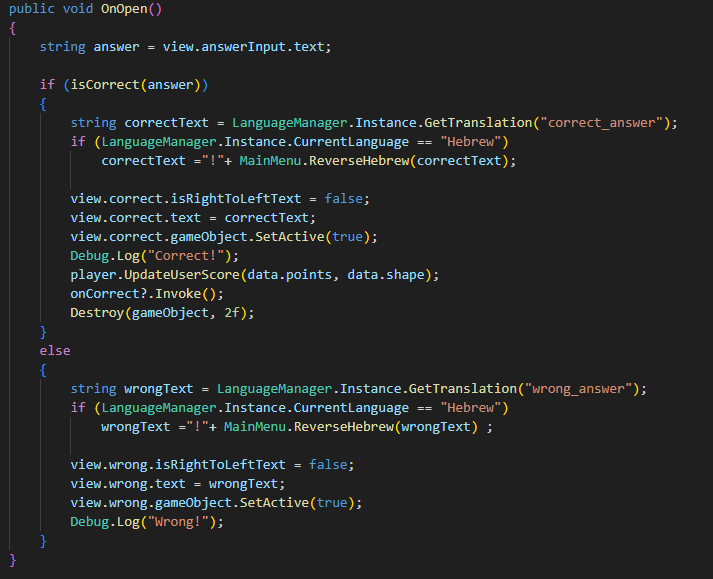 public void OnOpen()
{
    string answer = view.answerInput.text;

    if (isCorrect(answer))
    {
        string correctText = LanguageManager.Instance.GetTranslation("correct_answer");
        if (LanguageManager.Instance.CurrentLanguage == "Hebrew")
            correctText ="!"+ MainMenu.ReverseHebrew(correctText);

        view.correct.isRightToLeftText = false;
        view.correct.text = correctText;
        view.correct.gameObject.SetActive(true);
        Debug.Log("Correct!");
        player.UpdateUserScore(data.points, data.shape);
        onCorrect?.Invoke();
        Destroy(gameObject, 2f);
    }
    else
    {
        string wrongText = LanguageManager.Instance.GetTranslation("wrong_answer");
        if (LanguageManager.Instance.CurrentLanguage == "Hebrew")
            wrongText ="!"+ MainMenu.ReverseHebrew(wrongText) ;

        view.wrong.isRightToLeftText = false;
        view.wrong.text = wrongText;
        view.wrong.gameObject.SetActive(true);
        Debug.Log("Wrong!");
    }
}